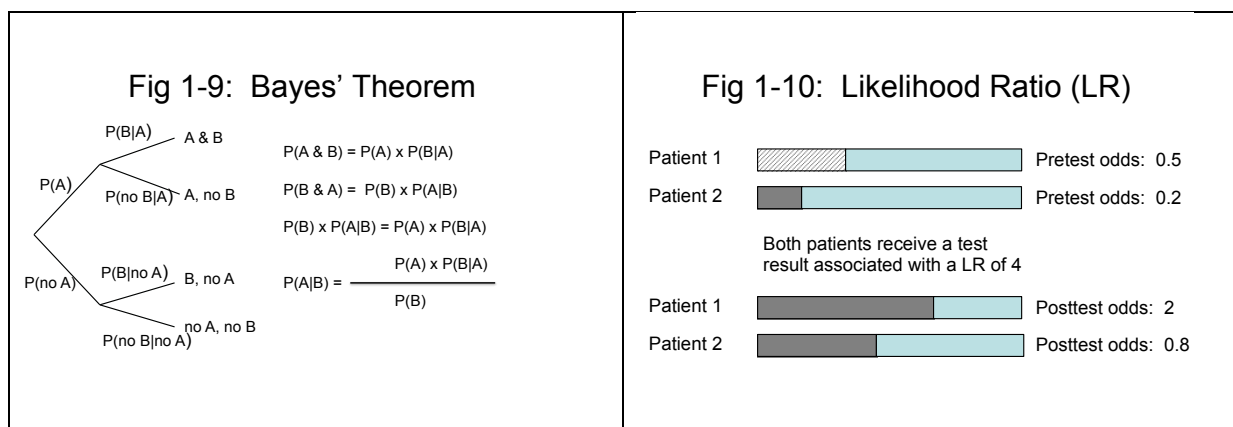 Fig 1-9: Bayes' Theorem
P(B|A)
A & B
P(A & B) = P(A) x P(B|A)
P(A)
P(no B|A)
A, no B
P(B & A) = P(B) x P(A|B)
P(B) x P(A|B) = P(A) x P(B|A)
P(no A)
P(B|no A)
B, no A
P(A|B) =
P(A) x P(B|A)
P(B)
no A, no B
P(no B|no A)
Fig 1-10: Likelihood Ratio (LR)
Patient 1
Pretest odds: 0.5
Patient 2
Pretest odds: 0.2
Both patients receive a test
result associated with a LR of 4
Patient 1
Posttest odds: 2
Patient 2
Posttest odds: 0.8